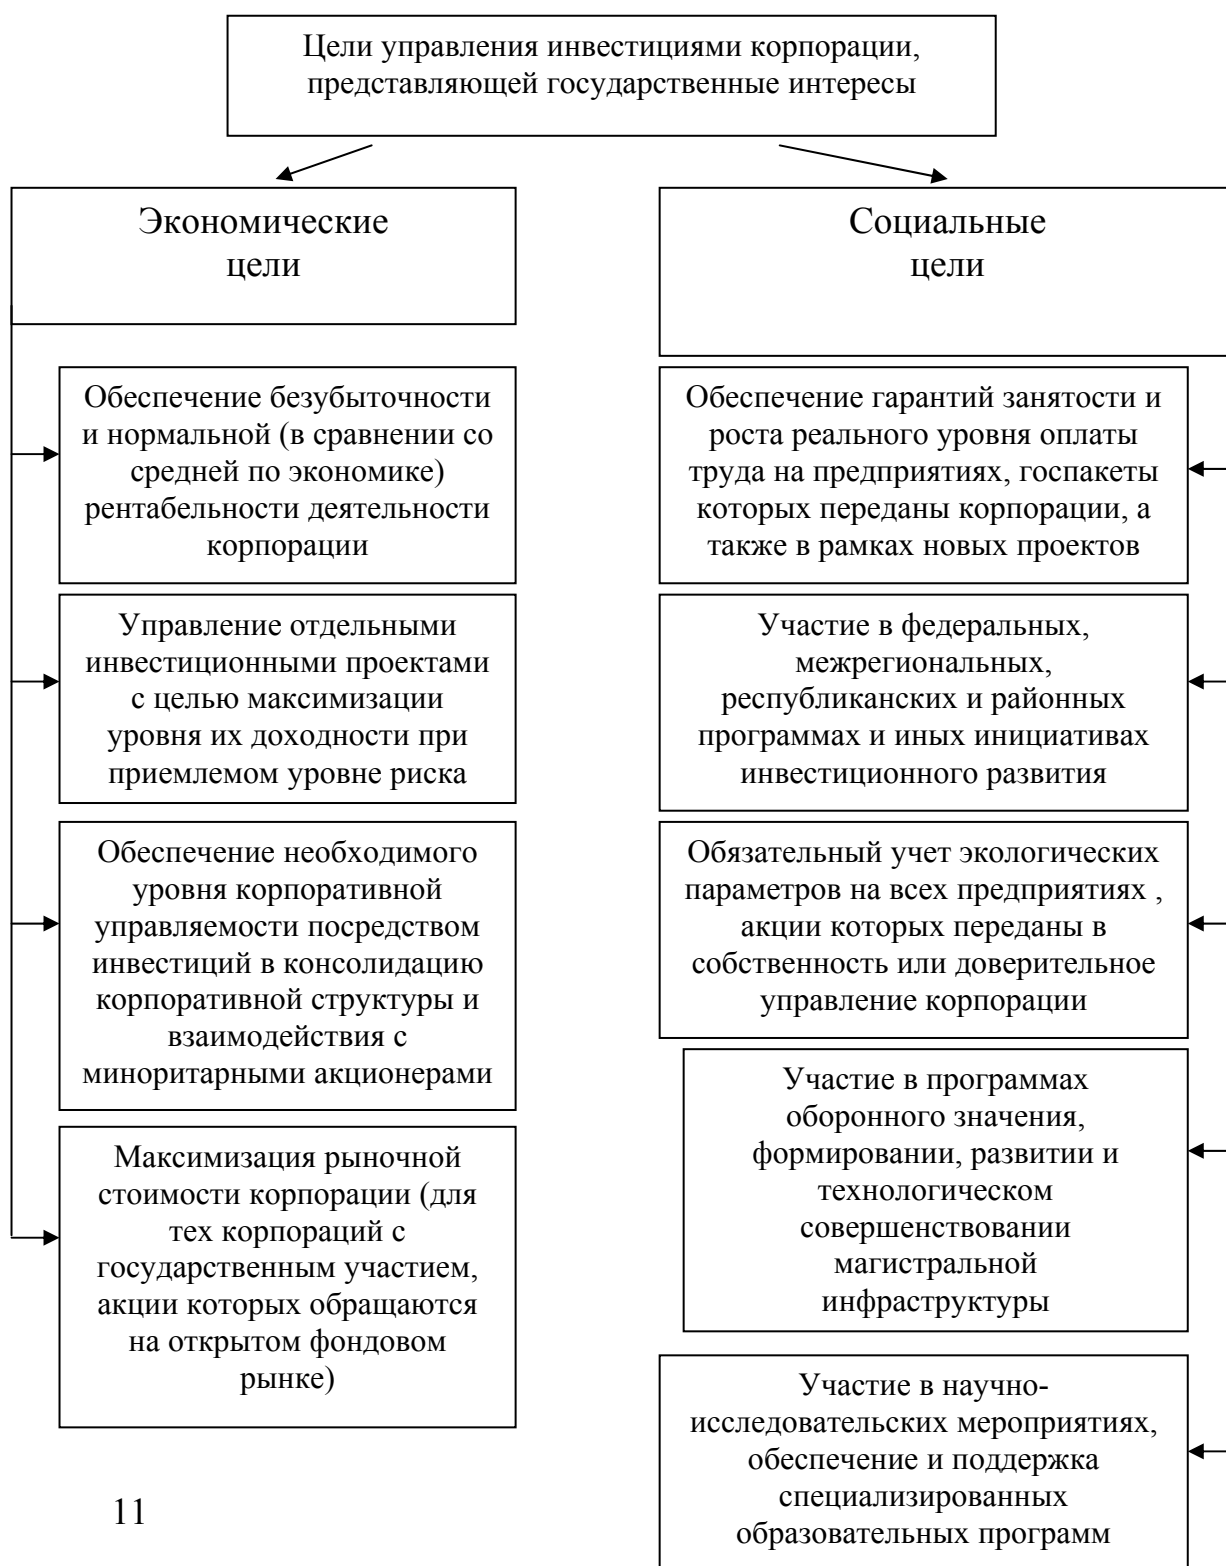 Цели управления инвестициями корпорации,
представляющей государственные интересы
Экономические
цели
Обеспечение безубыточности
и нормальной (в сравнении со
средней по экономике)
рентабельности деятельности
корпорации
Управление отдельными
инвестиционными проектами
с целью максимизации
уровня их доходности при
приемлемом уровне риска
Обеспечение необходимого
уровня корпоративной
управляемости посредством
инвестиций в консолидацию
корпоративной структуры и
взаимодействия с
миноритарными акционерами
Максимизация рыночной
стоимости корпорации (для
тех корпораций с
государственным участием,
акции которых обращаются
на открытом фондовом
рынке)
Социальные
цели
Обеспечение гарантий занятости и
роста реального уровня оплаты
труда на предприятиях, госпакеты
которых переданы корпорации, а
также в рамках новых проектов
Участие в федеральных,
межрегиональных,
республиканских и районных
программах и иных инициативах
инвестиционного развития
Обязательный учет экологических
параметров на всех предприятиях ,
акции которых переданы в
собственность или доверительное
управление корпорации
Участие в программах
оборонного значения,
формировании, развитии и
технологическом
совершенствовании
магистральной
инфраструктуры
Участие в научно-
исследовательских мероприятиях,
обеспечение и поддержка
специализированных
образовательных программ
11